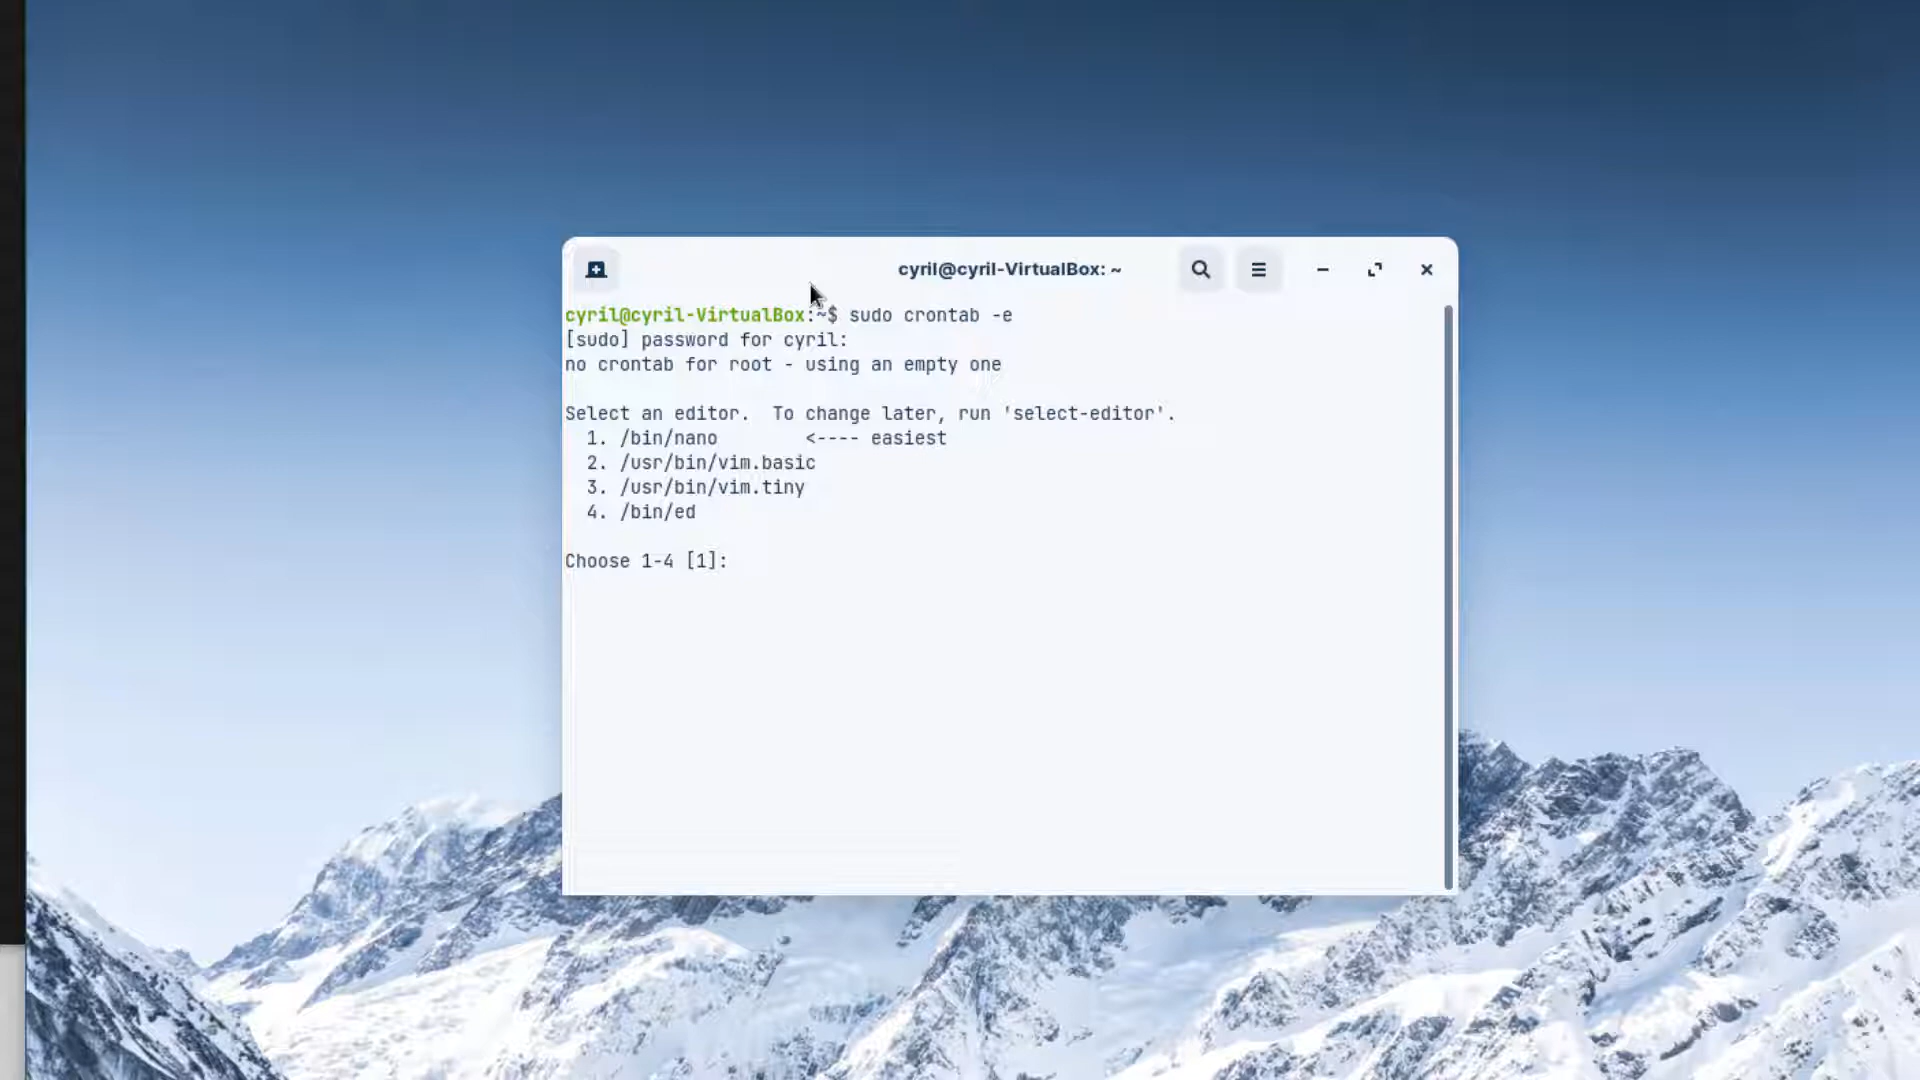 cyril@cyril-VirtualBox: ~
cyril@cyril-VirtualBox:~$ sudo crontab -e
[sudo] password for cyril:
no crontab for root - using an empty one
Select an editor.  To change later, run 'select-editor'.
  1. /bin/nano        <---- easiest
  2. /usr/bin/vim.basic
  3. /usr/bin/vim.tiny
  4. /bin/ed
Choose 1-4 [1]: